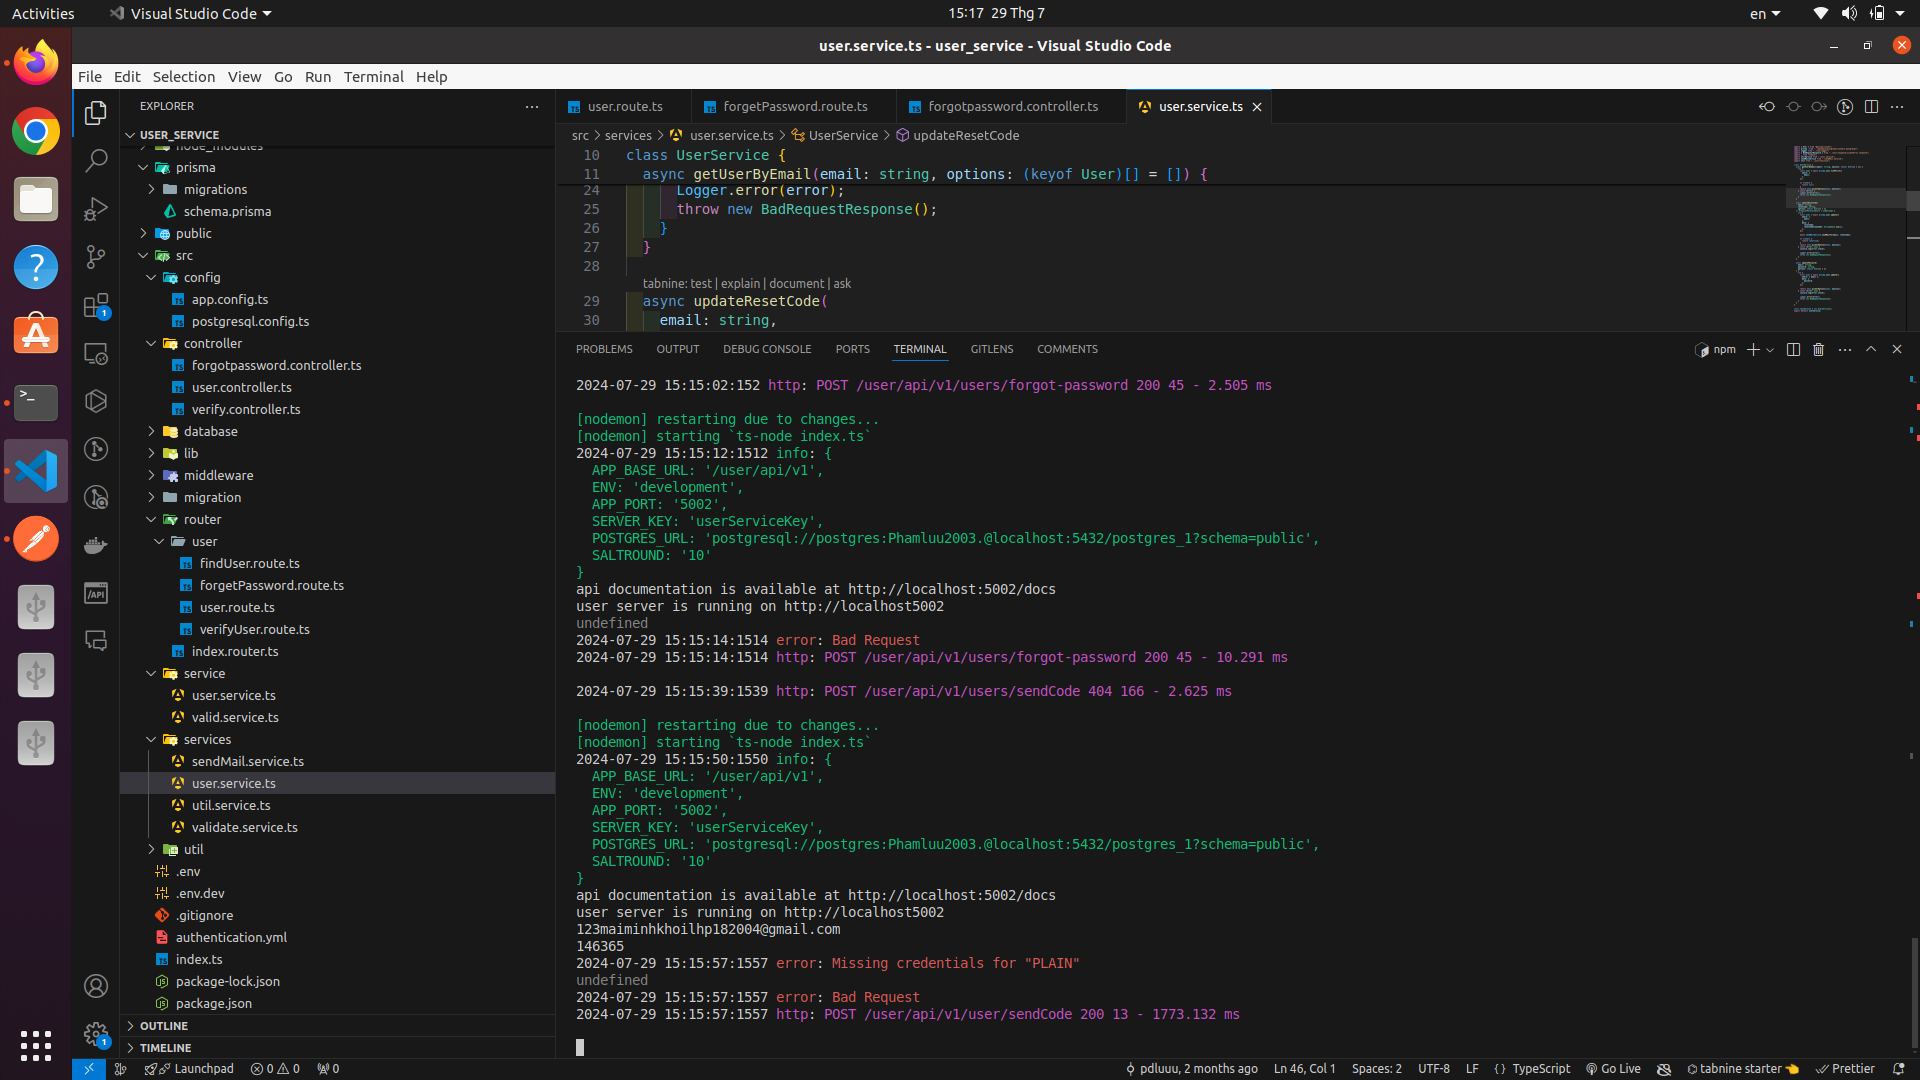 Activities
Visual Studio Code
15:17 29 Thg 7
en
user.service.ts - user_service - Visual Studio Code
File Edit Selection View Go Run Terminal Help
EXPLORER
USER_SERVICE
node_modules
prisma
migrations
schema.prisma
public
src
config
app.config.ts
postgresql.config.ts
controller
forgotpassword.controller.ts
user.controller.ts
verify.controller.ts
database
lib
middleware
migration
router
user
findUser.route.ts
forgetPassword.route.ts
user.route.ts
verifyUser.route.ts
index.router.ts
service
user.service.ts
valid.service.ts
services
sendMail.service.ts
user.service.ts
util.service.ts
validate.service.ts
util
.env
.env.dev
.gitignore
authentication.yml
index.ts
package-lock.json
package.json
OUTLINE
TIMELINE
user.route.ts
forgetPassword.route.ts
forgotpassword.controller.ts
user.service.ts
src > services > user.service.ts > UserService > updateResetCode
10 class UserService {
11 async getUserByEmail(email: string, options: (keyof User)[] = []) {
24 Logger.error(error);
25 throw new BadRequestResponse();
26 }
27 }
28
tabnine: test | explain | document | ask
29 async updateResetCode(
30 email: string,
PROBLEMS OUTPUT DEBUG CONSOLE PORTS TERMINAL GITLENS COMMENTS
npm
2024-07-29 15:15:02:152 http: POST /user/api/v1/users/forgot-password 200 45 - 2.505 ms
[nodemon] restarting due to changes...
[nodemon] starting `ts-node index.ts`
2024-07-29 15:15:12:1512 info: {
APP_BASE_URL: '/user/api/v1',
ENV: 'development',
APP_PORT: '5002',
SERVER_KEY: 'userServiceKey',
POSTGRES_URL: 'postgresql://postgres:Phamluu2003.@localhost:5432/postgres_1?schema=public',
SALTROUND: '10'
}
api documentation is available at http://localhost:5002/docs
user server is running on http://localhost5002
undefined
2024-07-29 15:15:14:1514 error: Bad Request
2024-07-29 15:15:14:1514 http: POST /user/api/v1/users/forgot-password 200 45 - 10.291 ms
2024-07-29 15:15:39:1539 http: POST /user/api/v1/users/sendCode 404 166 - 2.625 ms
[nodemon] restarting due to changes...
[nodemon] starting `ts-node index.ts`
2024-07-29 15:15:50:1550 info: {
APP_BASE_URL: '/user/api/v1',
ENV: 'development',
APP_PORT: '5002',
SERVER_KEY: 'userServiceKey',
POSTGRES_URL: 'postgresql://postgres:Phamluu2003.@localhost:5432/postgres_1?schema=public',
SALTROUND: '10'
}
api documentation is available at http://localhost:5002/docs
user server is running on http://localhost5002
123maiminhkhoilhp182004@gmail.com
146365
2024-07-29 15:15:57:1557 error: Missing credentials for "PLAIN"
undefined
2024-07-29 15:15:57:1557 error: Bad Request
2024-07-29 15:15:57:1557 http: POST /user/api/v1/user/sendCode 200 13 - 1773.132 ms
Launchpad
0 0
0
pdluuu, 2 months ago
Ln 46, Col 1
Spaces: 2
UTF-8
LF
{ } TypeScript
Go Live
tabnine starter
Prettier